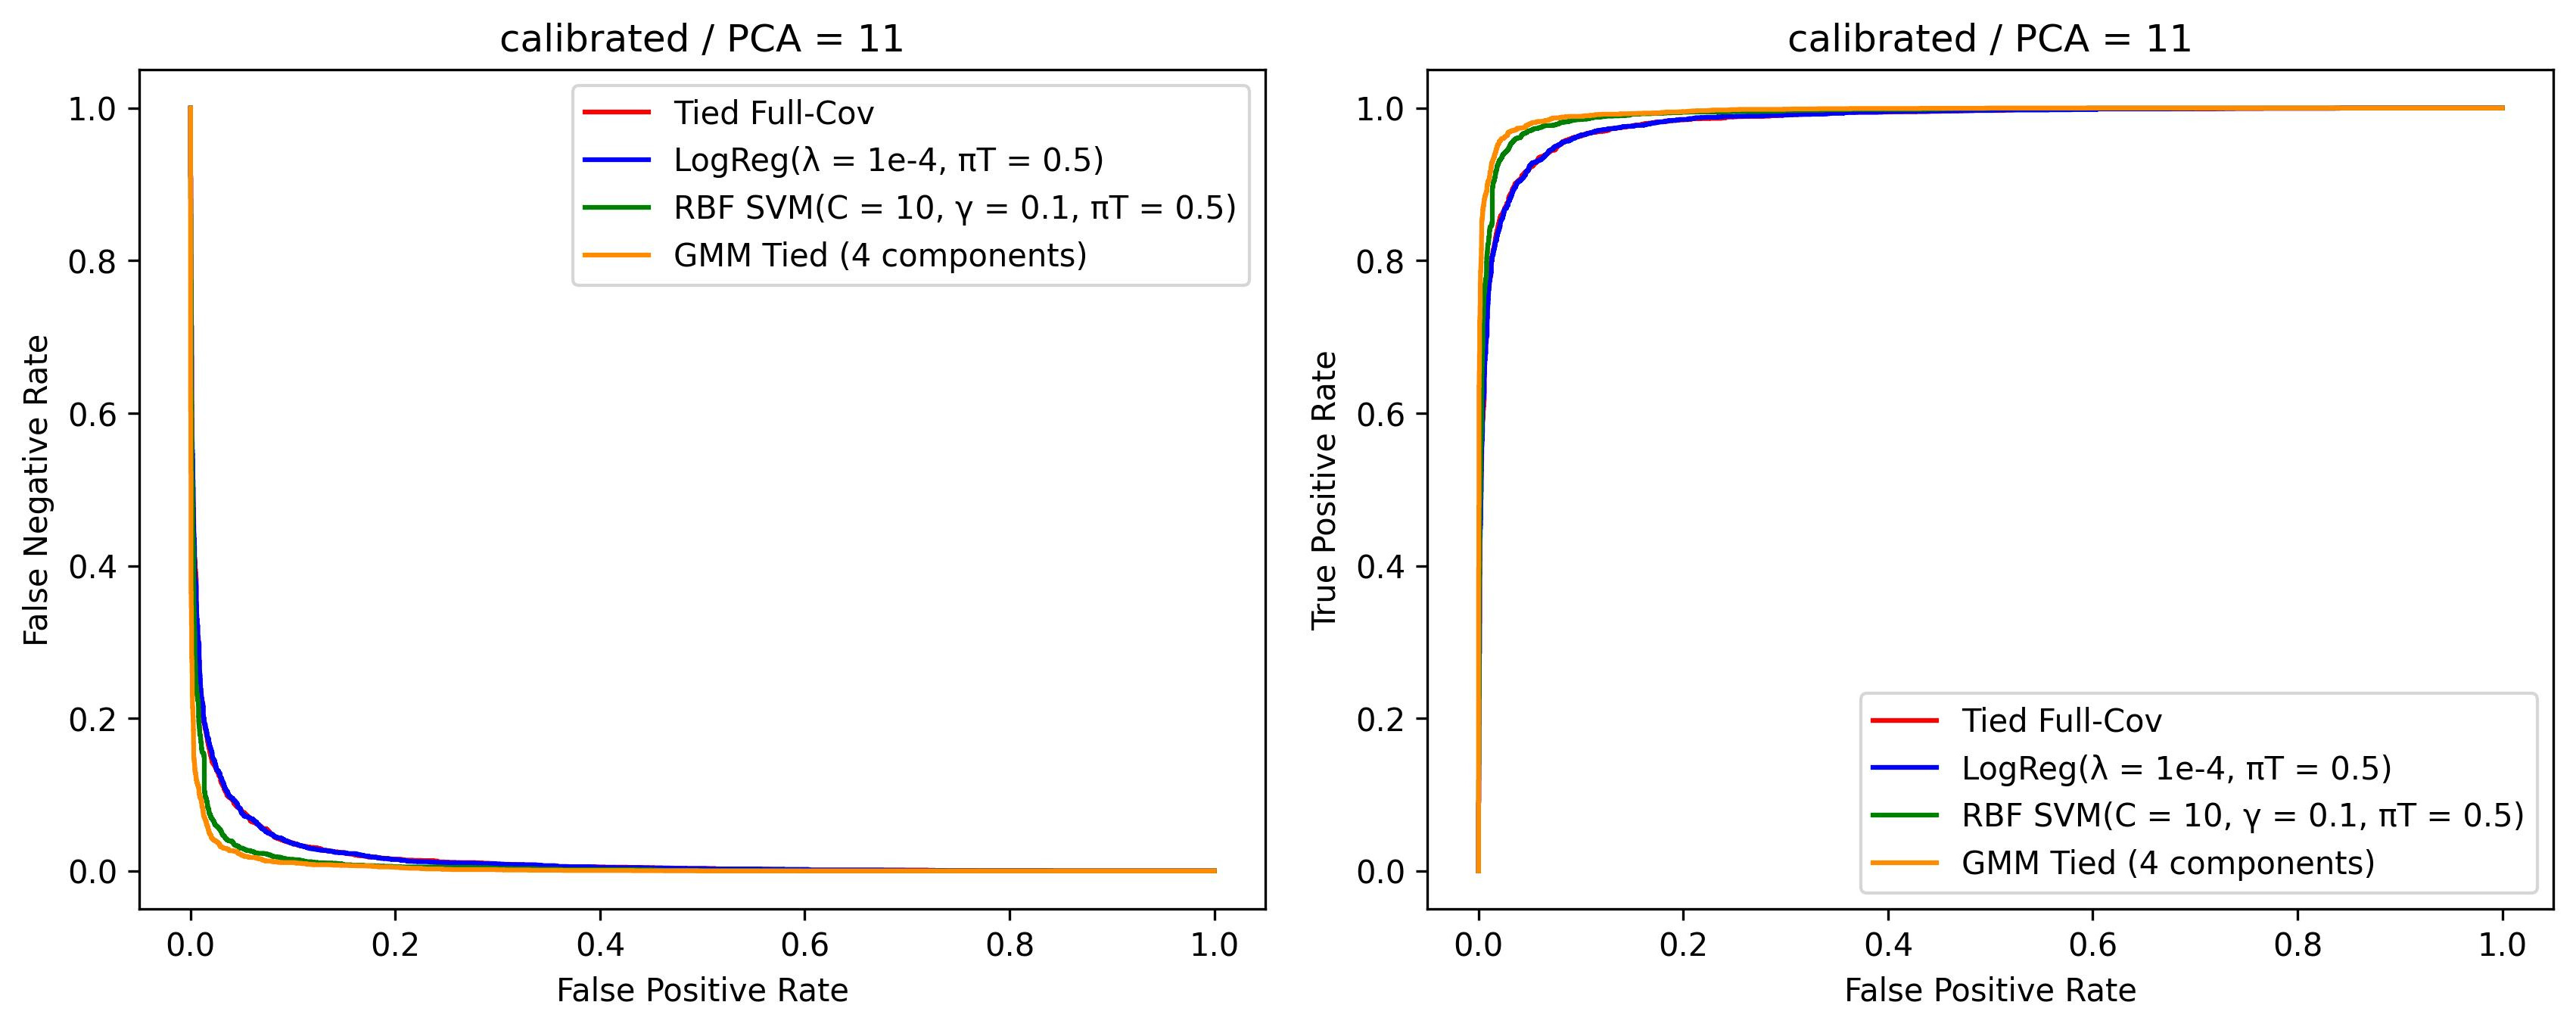 calibrated / PCA = 11
1.0
0.8
0.6
0.4
0.2
0.0
False Negative Rate
Tied Full-Cov
LogReg(λ = 1e-4, πT = 0.5)
RBF SVM(C = 10, γ = 0.1, πT = 0.5)
GMM Tied (4 components)
0.0 0.2 0.4 0.6 0.8 1.0
False Positive Rate
calibrated / PCA = 11
1.0
0.8
0.6
0.4
0.2
0.0
True Positive Rate
Tied Full-Cov
LogReg(λ = 1e-4, πT = 0.5)
RBF SVM(C = 10, γ = 0.1, πT = 0.5)
GMM Tied (4 components)
0.0 0.2 0.4 0.6 0.8 1.0
False Positive Rate